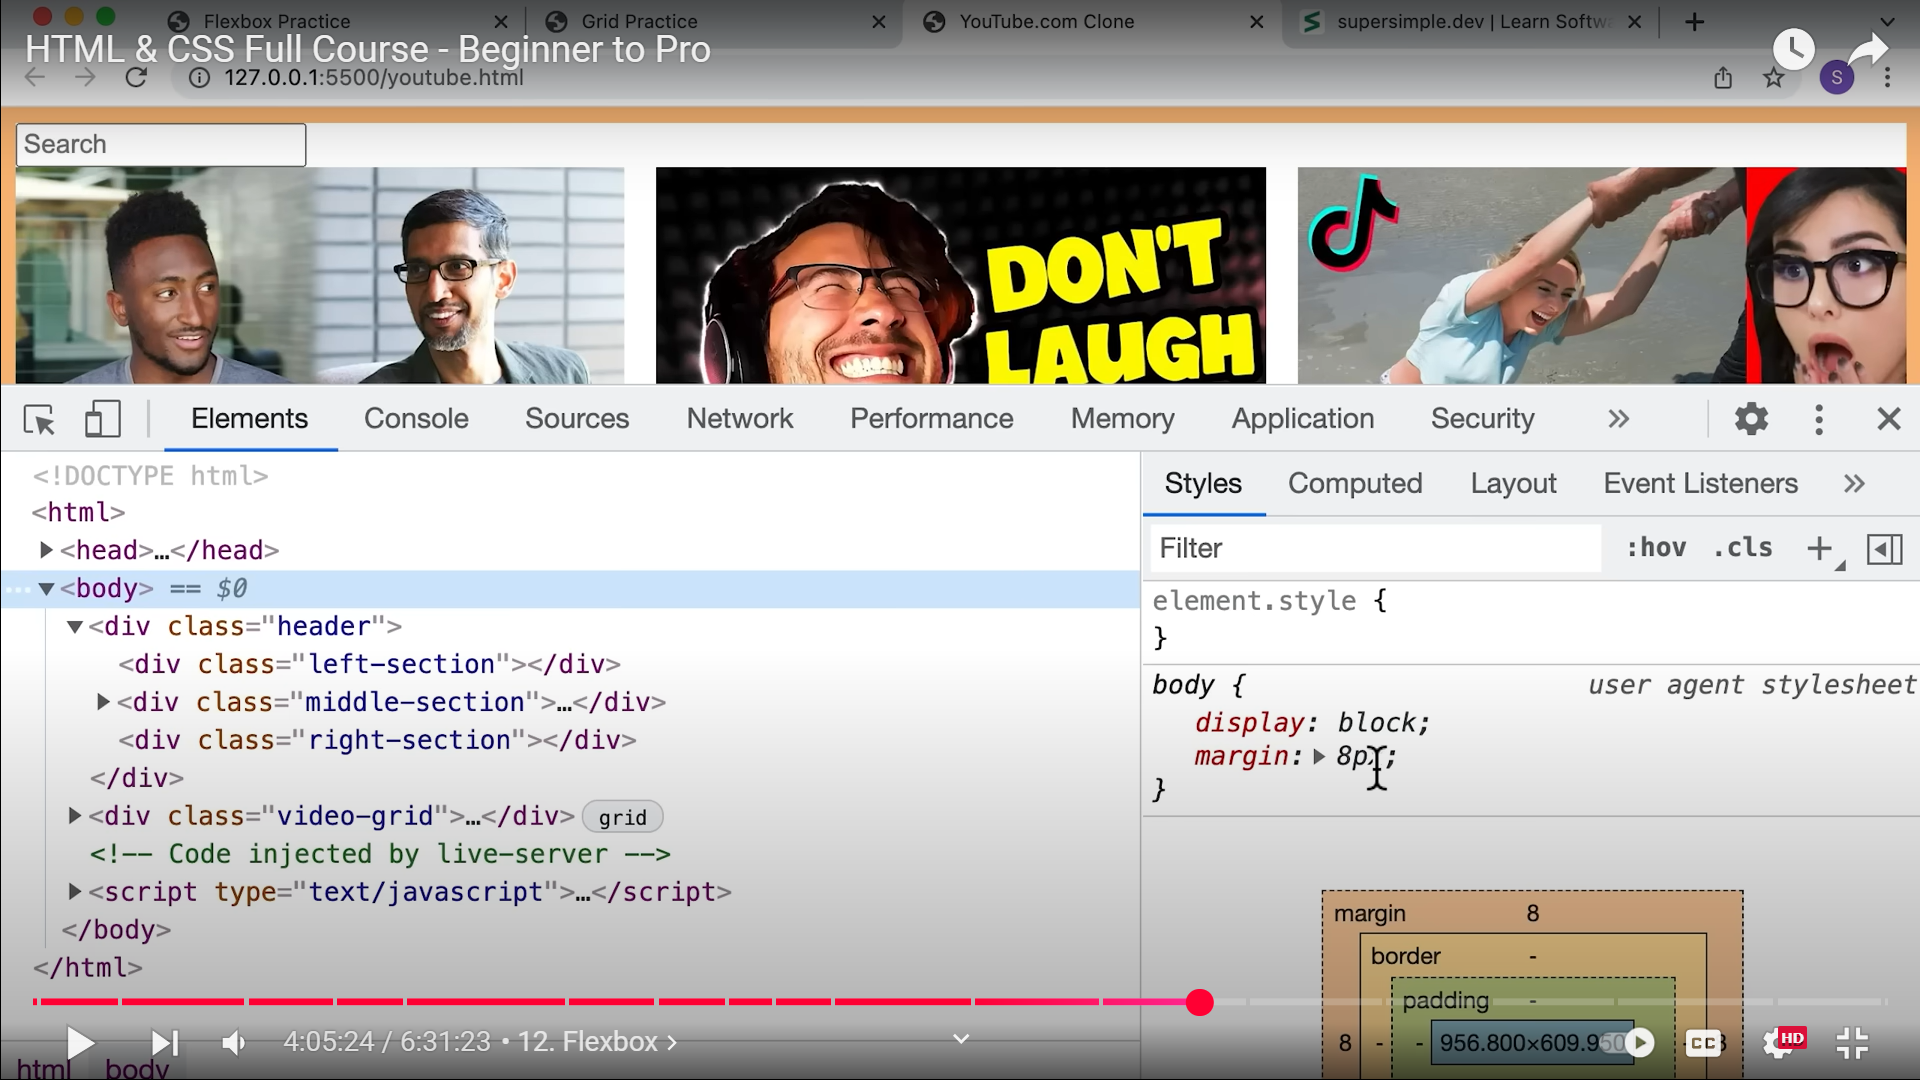 Flexbox Practice
Grid Practice
YouTube.com Clone
supersimple.dev | Learn Softw
HTML & CSS Full Course - Beginner to Pro
127.0.0.1:5500/youtube.html
S
Search
DON'T
LAUGH
Elements
Console
Sources
Network
Performance
Memory
Application
Security
<!DOCTYPE html>
<html>
<head>…</head>
<body> == $0
<div class="header">
<div class="left-section"></div>
<div class="middle-section">…</div>
<div class="right-section"></div>
</div>
<div class="video-grid">…</div> grid
<!-- Code injected by live-server -->
<script type="text/javascript">…</script>
</body>
</html>
Styles
Computed
Layout
Event Listeners
Filter
:hov
.cls
element.style {
}
body {
user agent stylesheet
display: block;
margin: 8px;
}
margin
8
border
-
padding
-
8
-
-
956.800×609.950
-
8
4:05:24 / 6:31:23 • 12. Flexbox
CC
HD
html
body